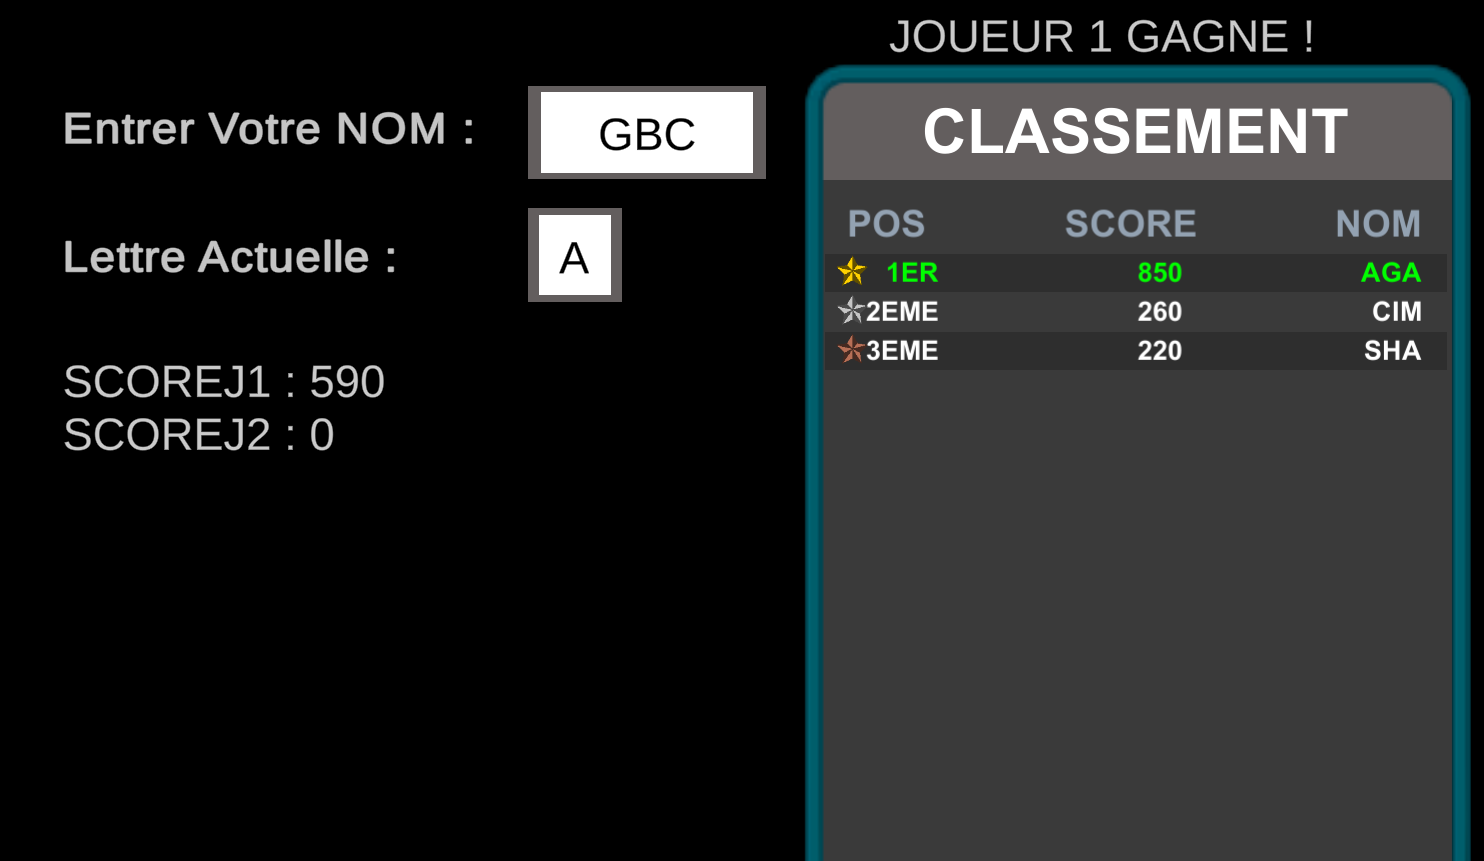 JOUEUR 1 GAGNE !
Entrer Votre NOM : GBC
Lettre Actuelle : A
SCOREJ1 : 590
SCOREJ2 : 0
CLASSEMENT
POS SCORE NOM
1ER 850 AGA
2EME 260 CIM
3EME 220 SHA